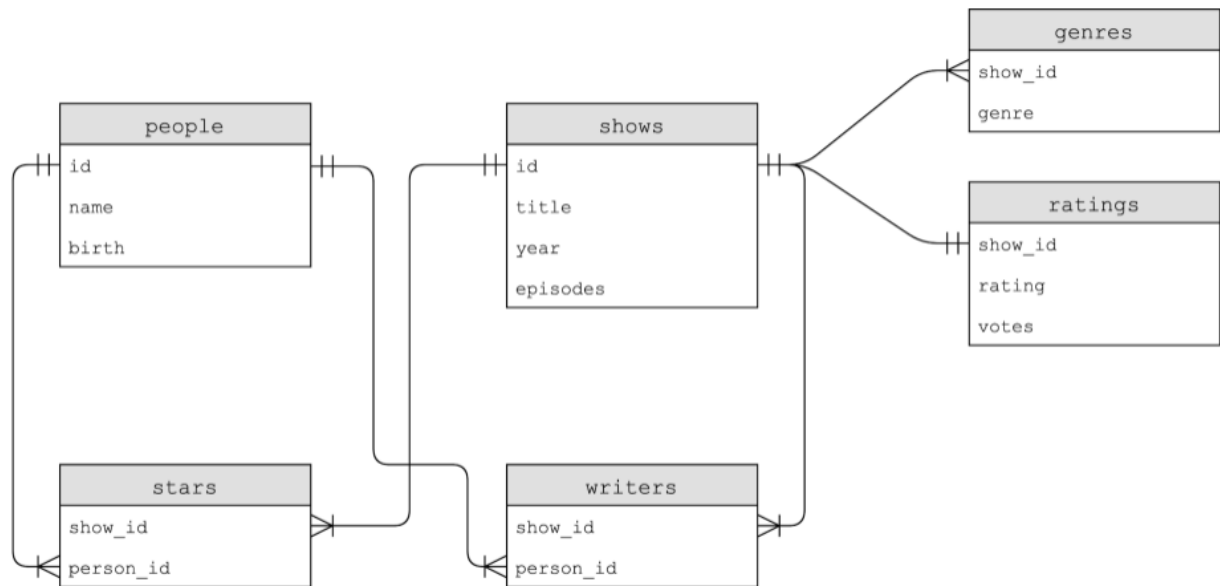 people
id
name
birth
shows
id
title
year
episodes
genres
show_id
genre
ratings
show_id
rating
votes
stars
show_id
person_id
writers
show_id
person_id